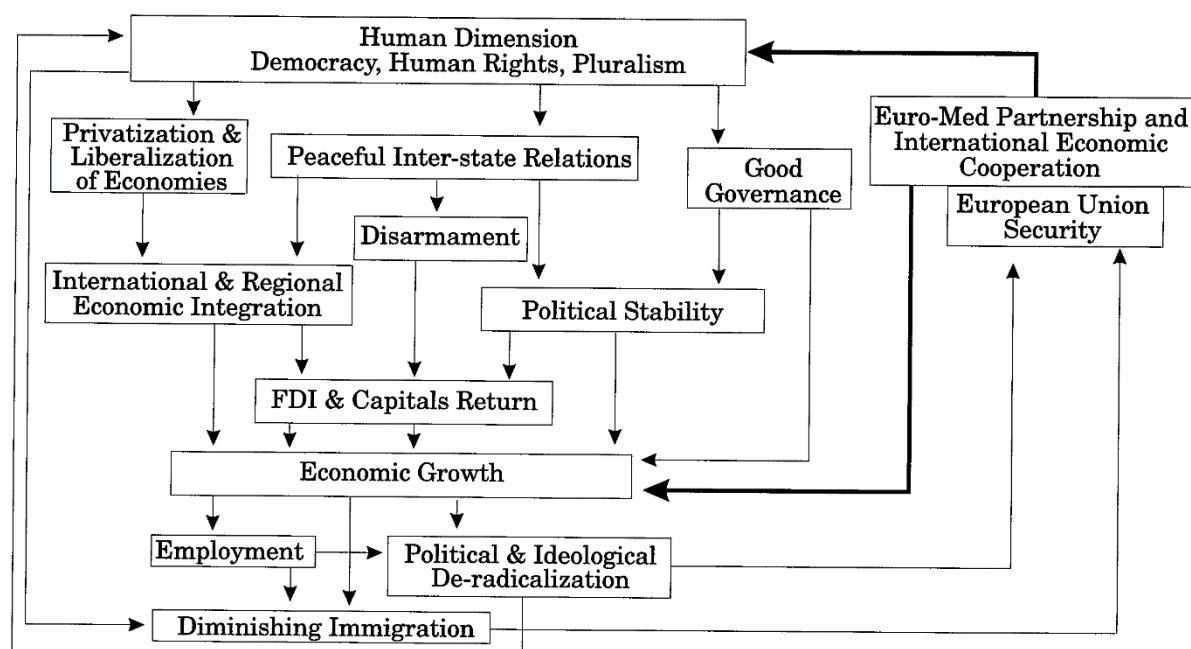 Human Dimension
Democracy, Human Rights, Pluralism
Privatization &
Liberalization
of Economies
Peaceful Inter-state Relations
Good
Governance
Euro-Med Partnership and
International Economic
Cooperation
European Union
Security
Disarmament
International & Regional
Economic Integration
Political Stability
FDI & Capitals Return
Economic Growth
Employment
Political & Ideological
De-radicalization
Diminishing Immigration